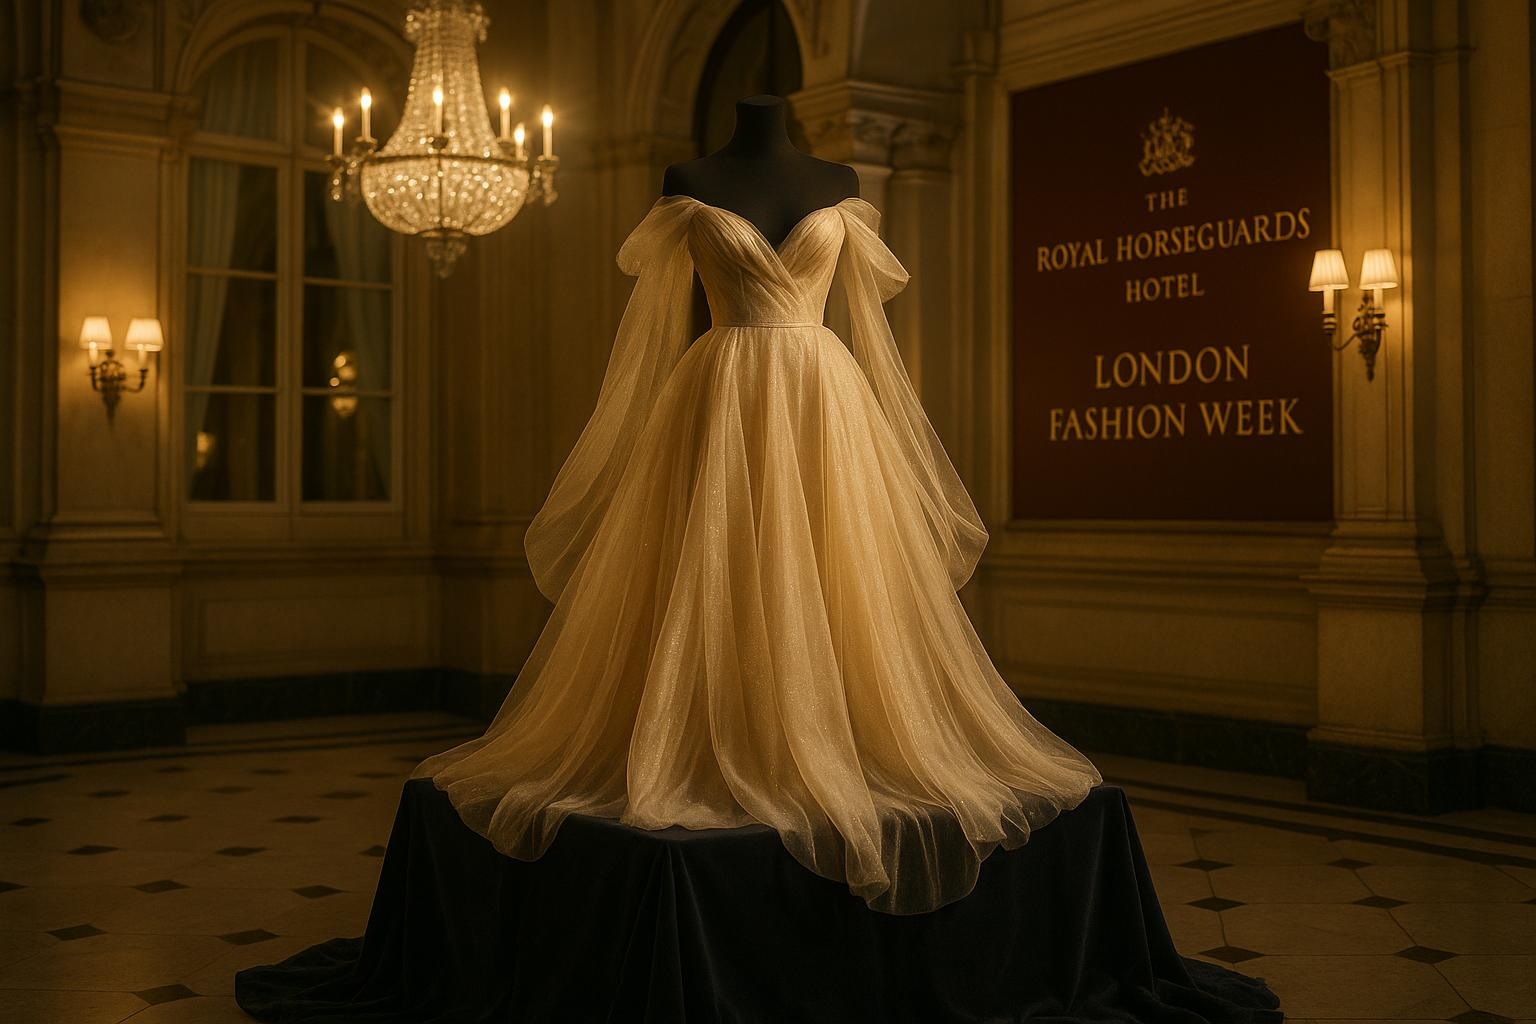 THE
ROYAL HORSEGUARDS
HOTEL
LONDON
FASHION WEEK